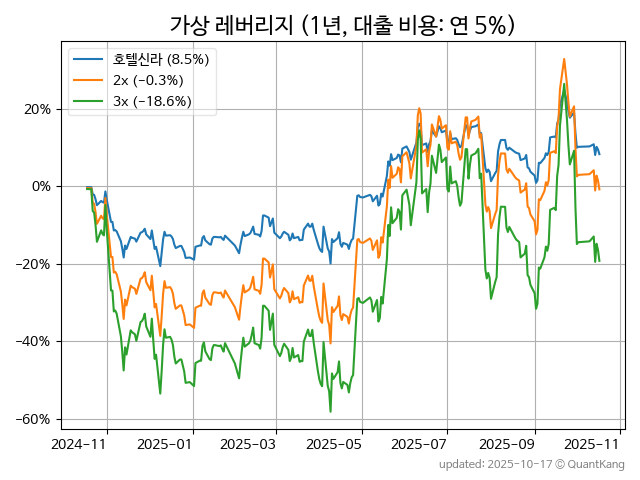 가상 레버리지 (1년, 대출 비용: 연 5%)
호텔신라 (8.5%)
2x (−0.3%)
3x (−18.6%)
20%
0%
−20%
−40%
−60%
2024-11 2025-01 2025-03 2025-05 2025-07 2025-09 2025-11
updated: 2025-10-17 © QuantKang